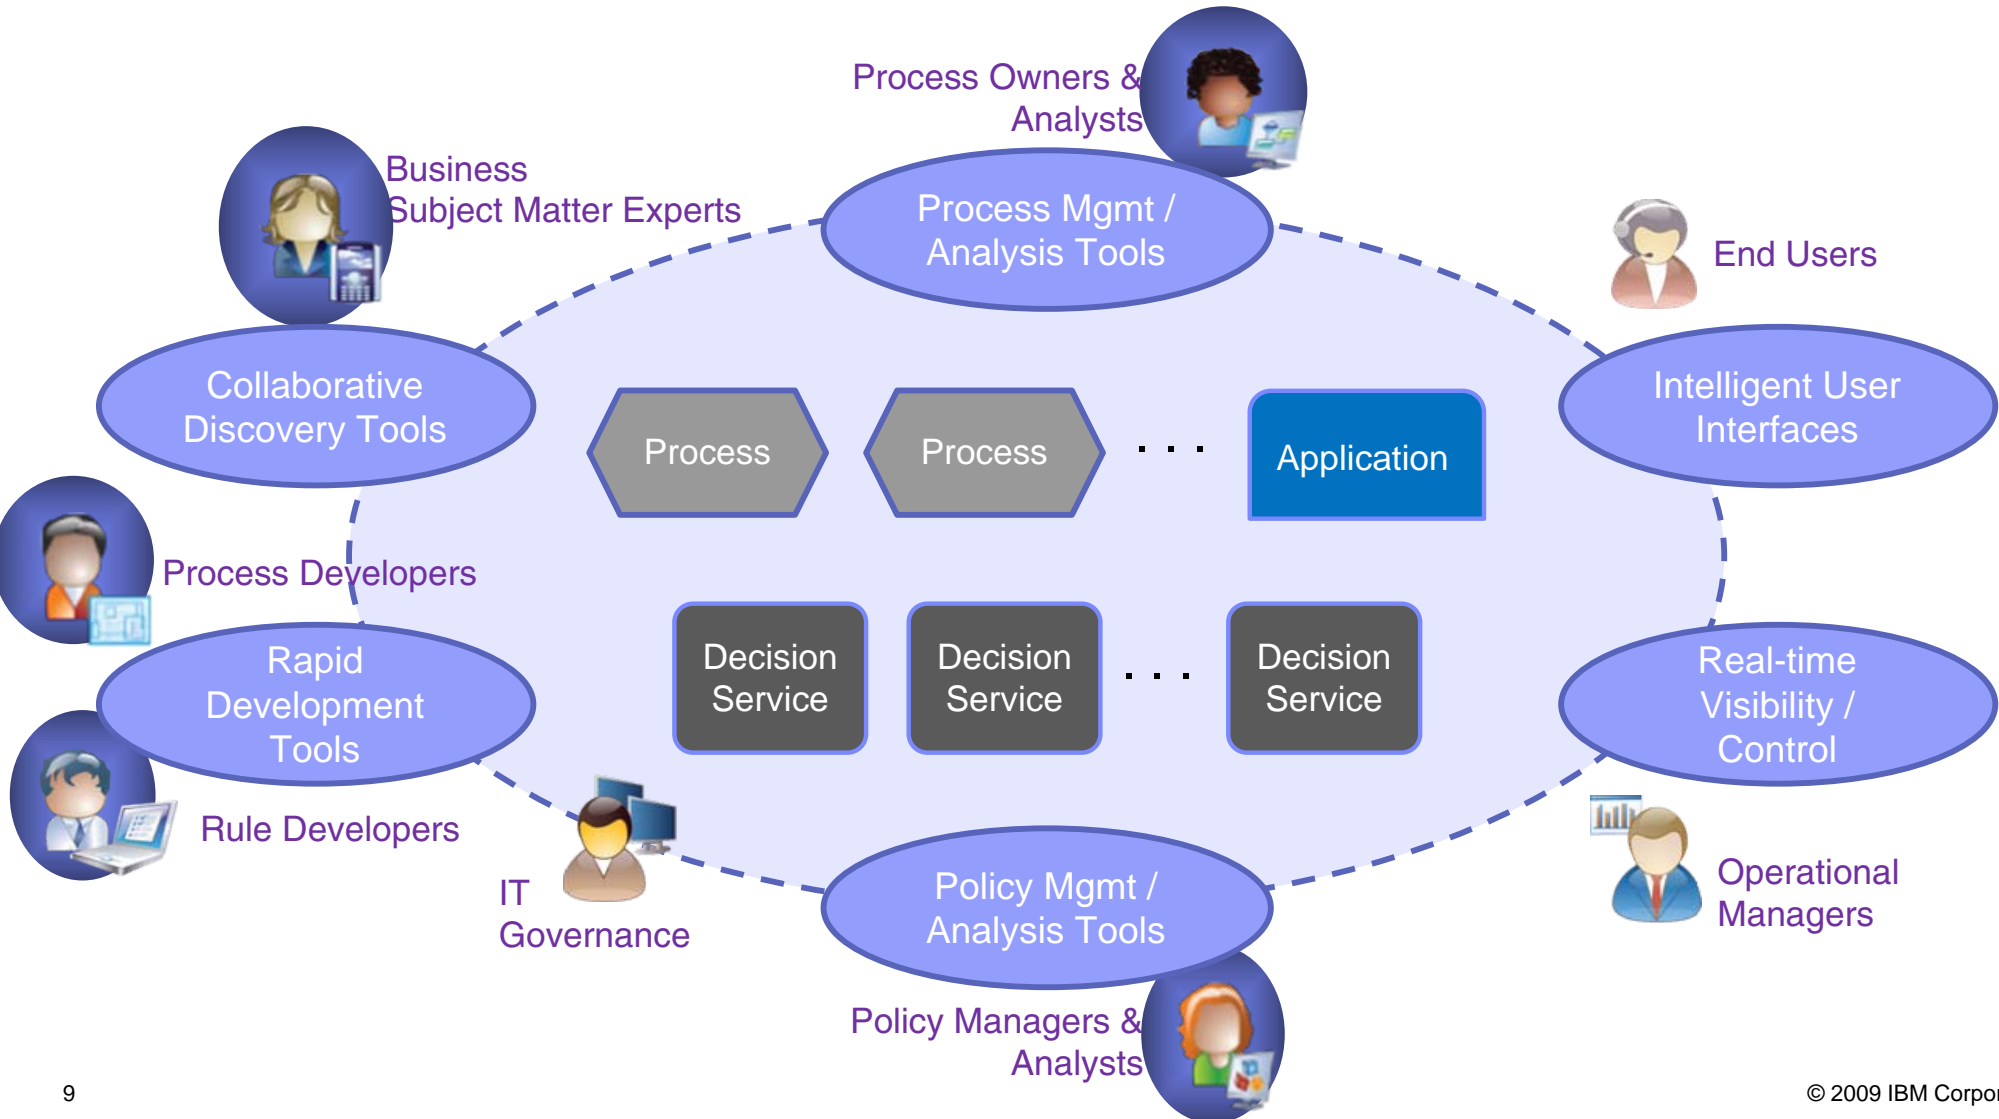 Process Owners &
Analysts
Business
Subject Matter Experts
Process Mgmt /
Analysis Tools
End Users
Collaborative
Discovery Tools
Intelligent User
Interfaces
Process
Process
. . .
Application
Process Developers
Decision
Service
Decision
Service
. . .
Decision
Service
Rapid
Development
Tools
Real-time
Visibility /
Control
Rule Developers
IT
Governance
Policy Mgmt /
Analysis Tools
Operational
Managers
Policy Managers &
Analysts
9
© 2009 IBM